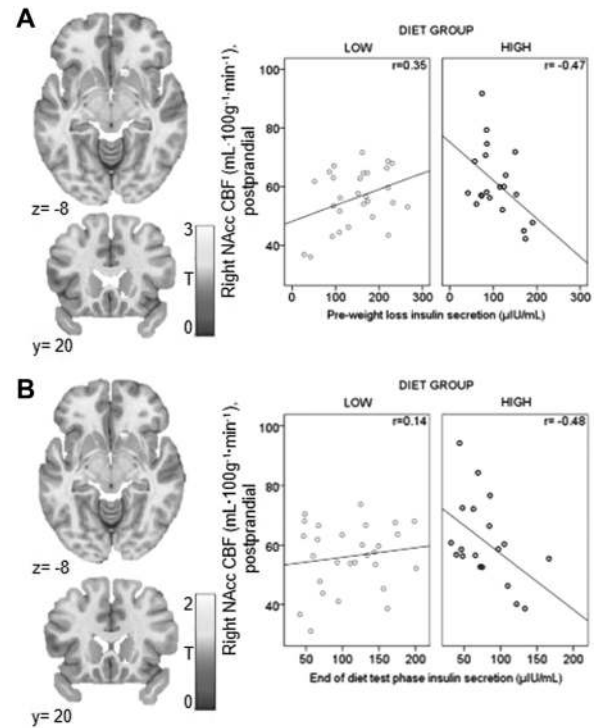 A
DIET GROUP
LOW
HIGH
r=0.35
r= -0.47
Right NAcc CBF (mL·100g⁻¹·min⁻¹),
postprandial
100
80
60
40
0
100
200
300
0
100
200
300
Pre-weight loss insulin secretion (µIU/mL)
z= -8
3
T
0
y= 20
B
DIET GROUP
LOW
HIGH
r=0.14
r= -0.48
Right NAcc CBF (mL·100g⁻¹·min⁻¹),
postprandial
100
80
60
40
50
100
150
200
50
100
150
200
End of diet test phase insulin secretion (µIU/mL)
z= -8
2
T
0
y= 20